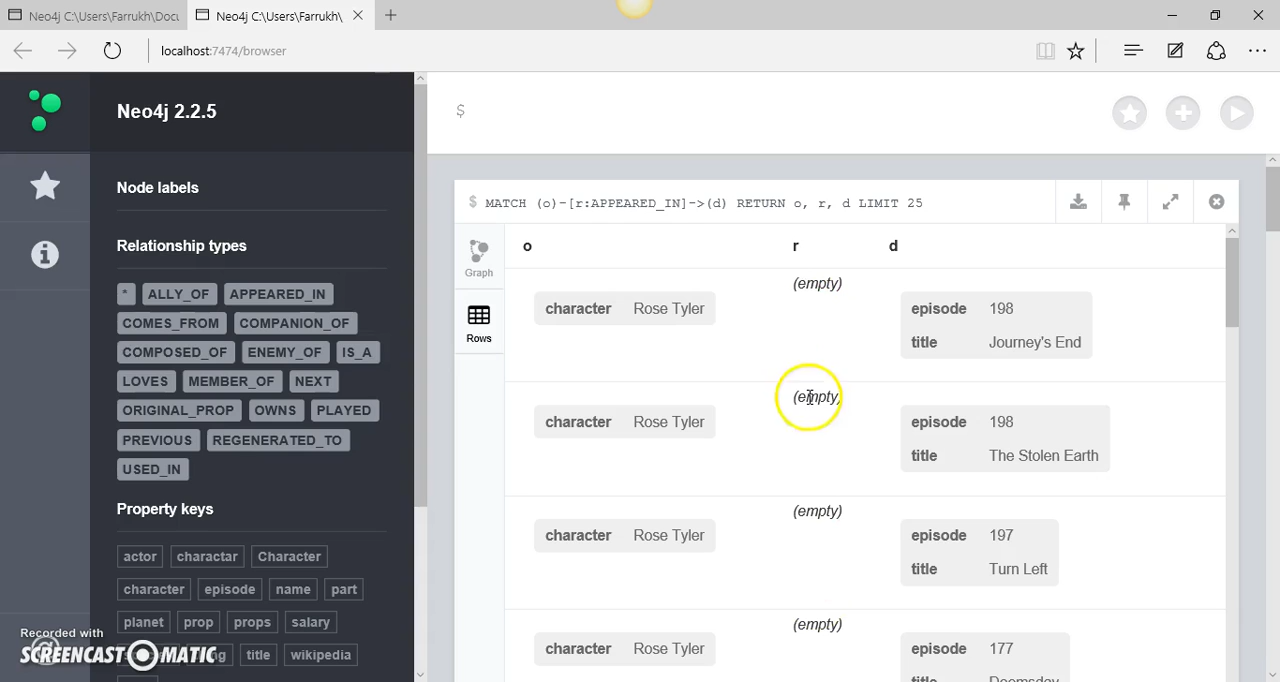 Neo4j C:\Users\Farrukh\Docu
Neo4j C:\Users\Farrukh\
localhost:7474/browser
Neo4j 2.2.5
$
Node labels
$ MATCH (o)-[r:APPEARED_IN]->(d) RETURN o, r, d LIMIT 25
Relationship types
* ALLY_OF APPEARED_IN
COMES_FROM COMPANION_OF
COMPOSED_OF ENEMY_OF IS_A
LOVES MEMBER_OF NEXT
ORIGINAL_PROP OWNS PLAYED
PREVIOUS REGENERATED_TO
USED_IN
Property keys
actor charactar Character
character episode name part
planet prop props salary
title wikipedia
Recorded with
SCREENCAST-O-MATIC
Graph
Rows
o r d
(empty)
character Rose Tyler episode 198
title Journey's End
(empty)
character Rose Tyler episode 198
title The Stolen Earth
(empty)
character Rose Tyler episode 197
title Turn Left
(empty)
character Rose Tyler episode 177
title Doomsday